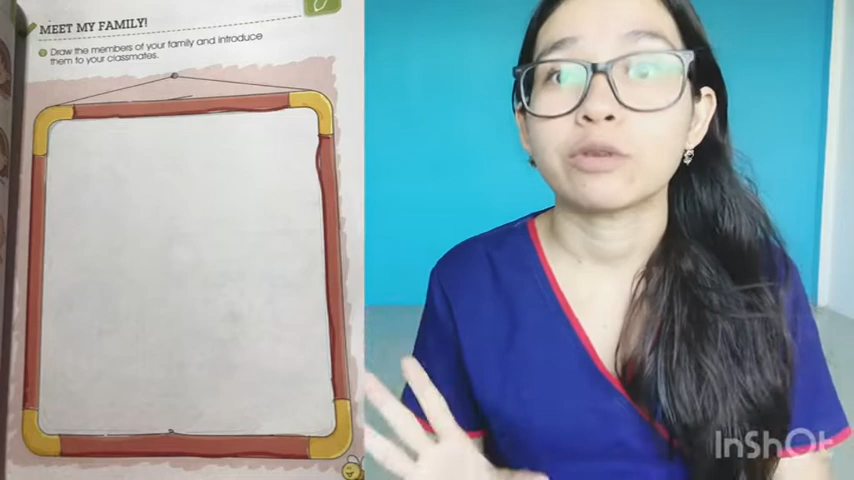 MEET MY FAMILY!
Draw the members of your family and introduce
them to your classmates.
InShOt